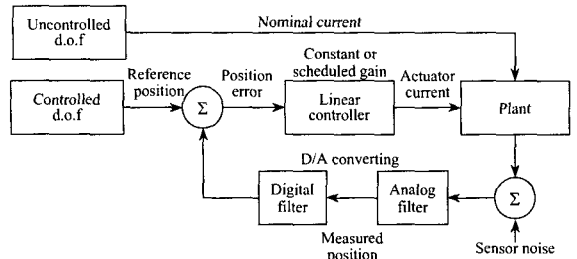 Uncontrolled
d.o.f
Nominal current
Controlled
d.o.f
Reference
position
Σ
Position
error
Constant or
scheduled gain
Linear
controller
Actuator
current
Plant
D/A converting
Digital
filter
Analog
filter
Σ
Measured
position
Sensor noise